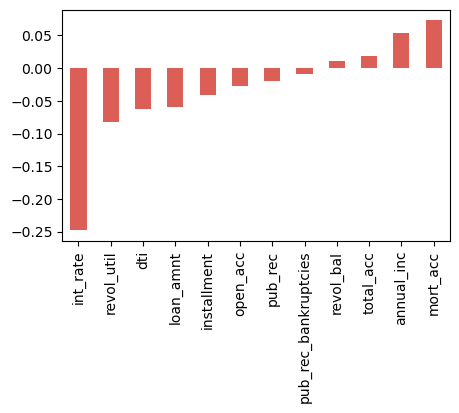 0.05
0.00
−0.05
−0.10
−0.15
−0.20
−0.25
int_rate
revol_util
dti
loan_amnt
installment
open_acc
pub_rec
pub_rec_bankruptcies
revol_bal
total_acc
annual_inc
mort_acc